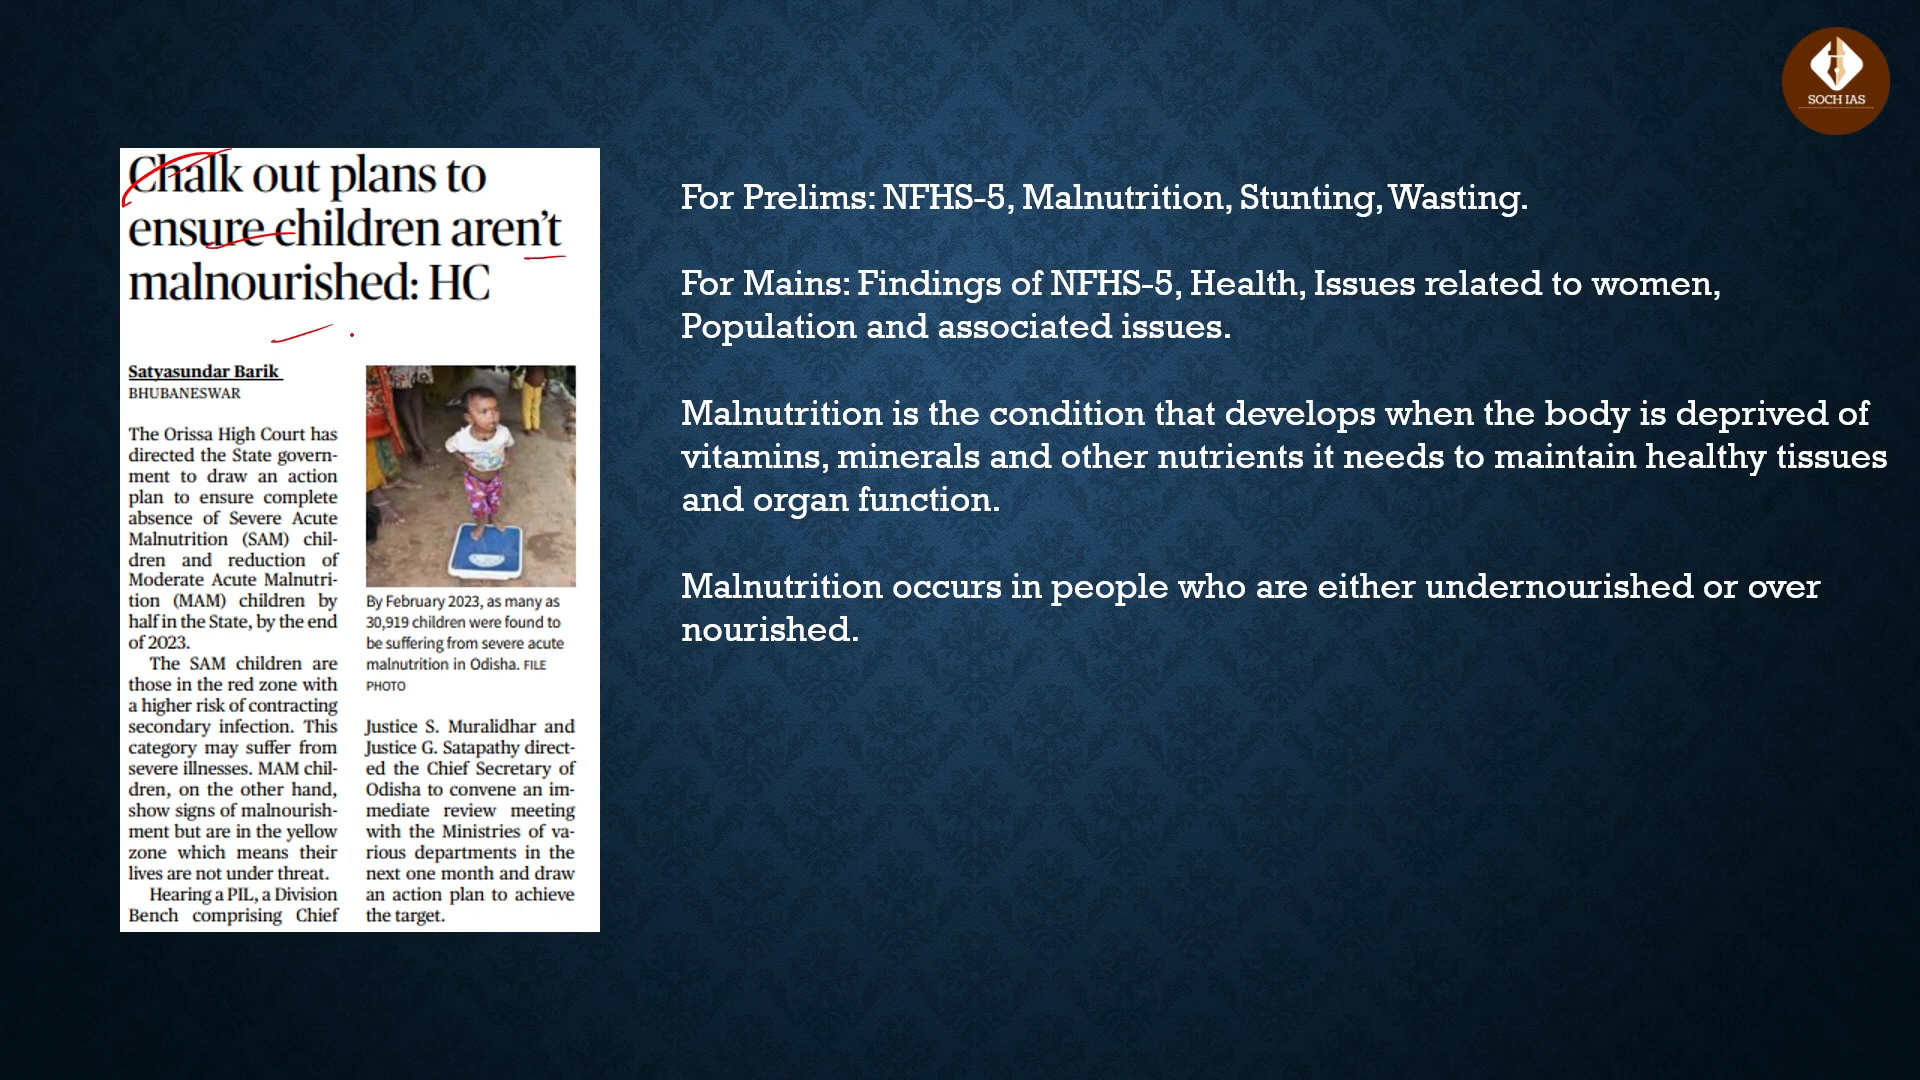 SOCH IAS
Chalk out plans to
ensure children aren't
malnourished: HC
Satyasundar Barik
BHUBANESWAR
The Orissa High Court has
directed the State govern-
ment to draw an action
plan to ensure complete
absence of Severe Acute
Malnutrition (SAM) chil-
dren and reduction of
Moderate Acute Malnutri-
tion (MAM) children by
half in the State, by the end
of 2023.
The SAM children are
those in the red zone with
a higher risk of contracting
secondary infection. This
category may suffer from
severe illnesses. MAM chil-
dren, on the other hand,
show signs of malnourish-
ment but are in the yellow
zone which means their
lives are not under threat.
Hearing a PIL, a Division
Bench comprising Chief
By February 2023, as many as
30,919 children were found to
be suffering from severe acute
malnutrition in Odisha. FILE
PHOTO
Justice S. Muralidhar and
Justice G. Satapathy direct-
ed the Chief Secretary of
Odisha to convene an im-
mediate review meeting
with the Ministries of va-
rious departments in the
next one month and draw
an action plan to achieve
the target.
For Prelims: NFHS-5, Malnutrition, Stunting, Wasting.
For Mains: Findings of NFHS-5, Health, Issues related to women,
Population and associated issues.
Malnutrition is the condition that develops when the body is deprived of
vitamins, minerals and other nutrients it needs to maintain healthy tissues
and organ function.
Malnutrition occurs in people who are either undernourished or over
nourished.